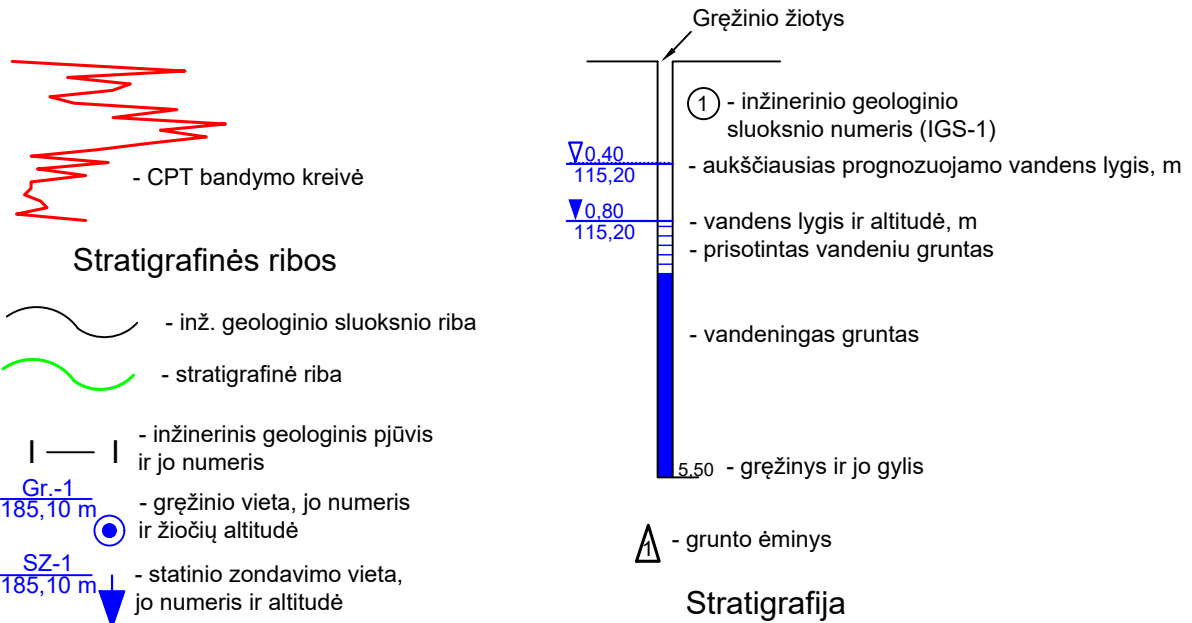 - CPT bandymo kreivė
Stratigrafinės ribos
- inž. geologinio sluoksnio riba
- stratigrafinė riba
I I
- inžinerinis geologinis pjūvis
ir jo numeris
Gr.-1
185,10 m
- gręžinio vieta, jo numeris
ir žiočių altitudė
SZ-1
185,10 m
- statinio zondavimo vieta,
jo numeris ir altitudė
Gręžinio žiotys
1 - inžinerinio geologinio
sluoksnio numeris (IGS-1)
0,40
115,20
- aukščiausias prognozuojamo vandens lygis, m
0,80
115,20
- vandens lygis ir altitudė, m
- prisotintas vandeniu gruntas
- vandeningas gruntas
5,50 - gręžinys ir jo gylis
1 - grunto ėminys
Stratigrafija